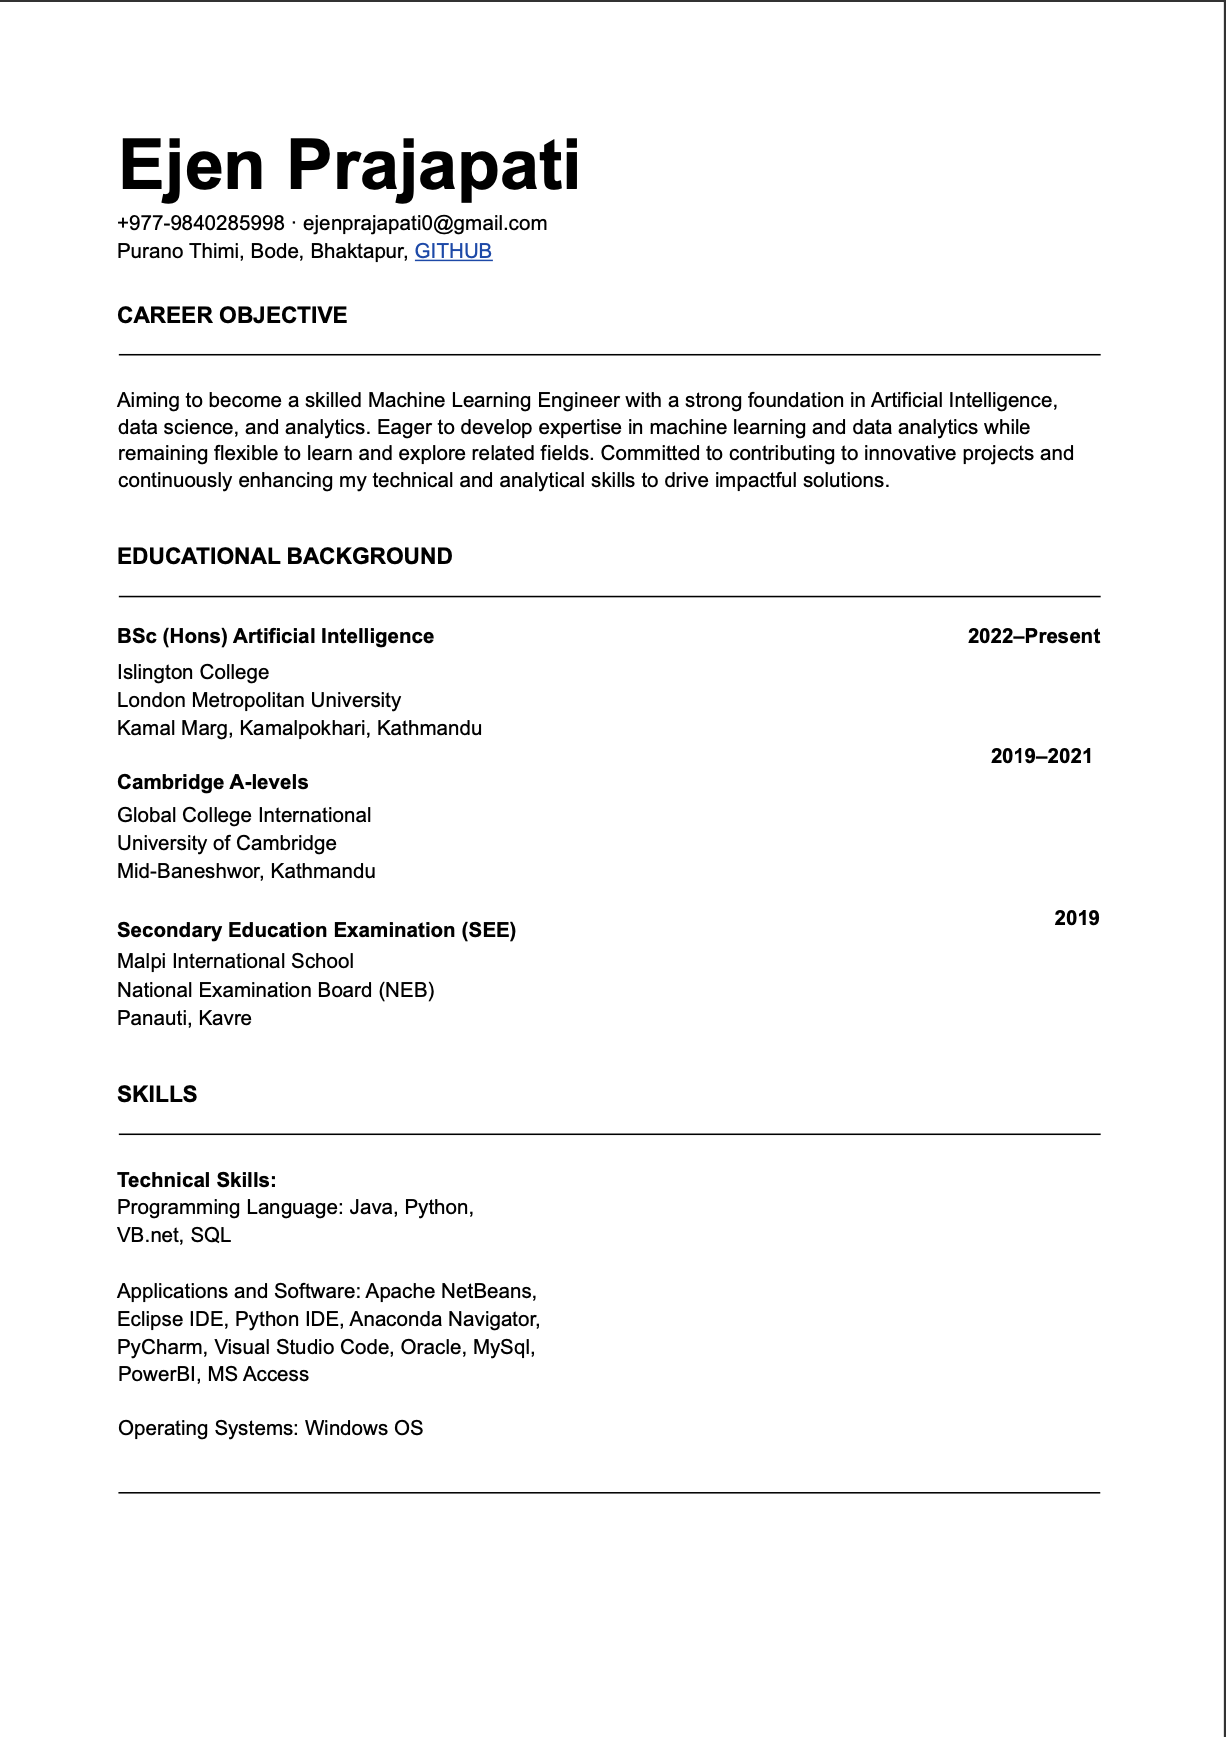 Ejen Prajapati
+977-9840285998 · ejenprajapati0@gmail.com
Purano Thimi, Bode, Bhaktapur, GITHUB
CAREER OBJECTIVE
Aiming to become a skilled Machine Learning Engineer with a strong foundation in Artificial Intelligence,
data science, and analytics. Eager to develop expertise in machine learning and data analytics while
remaining flexible to learn and explore related fields. Committed to contributing to innovative projects and
continuously enhancing my technical and analytical skills to drive impactful solutions.
EDUCATIONAL BACKGROUND
BSc (Hons) Artificial Intelligence 2022–Present
Islington College
London Metropolitan University
Kamal Marg, Kamalpokhari, Kathmandu
2019–2021
Cambridge A-levels
Global College International
University of Cambridge
Mid-Baneshwor, Kathmandu
2019
Secondary Education Examination (SEE)
Malpi International School
National Examination Board (NEB)
Panauti, Kavre
SKILLS
Technical Skills:
Programming Language: Java, Python,
VB.net, SQL
Applications and Software: Apache NetBeans,
Eclipse IDE, Python IDE, Anaconda Navigator,
PyCharm, Visual Studio Code, Oracle, MySql,
PowerBI, MS Access
Operating Systems: Windows OS